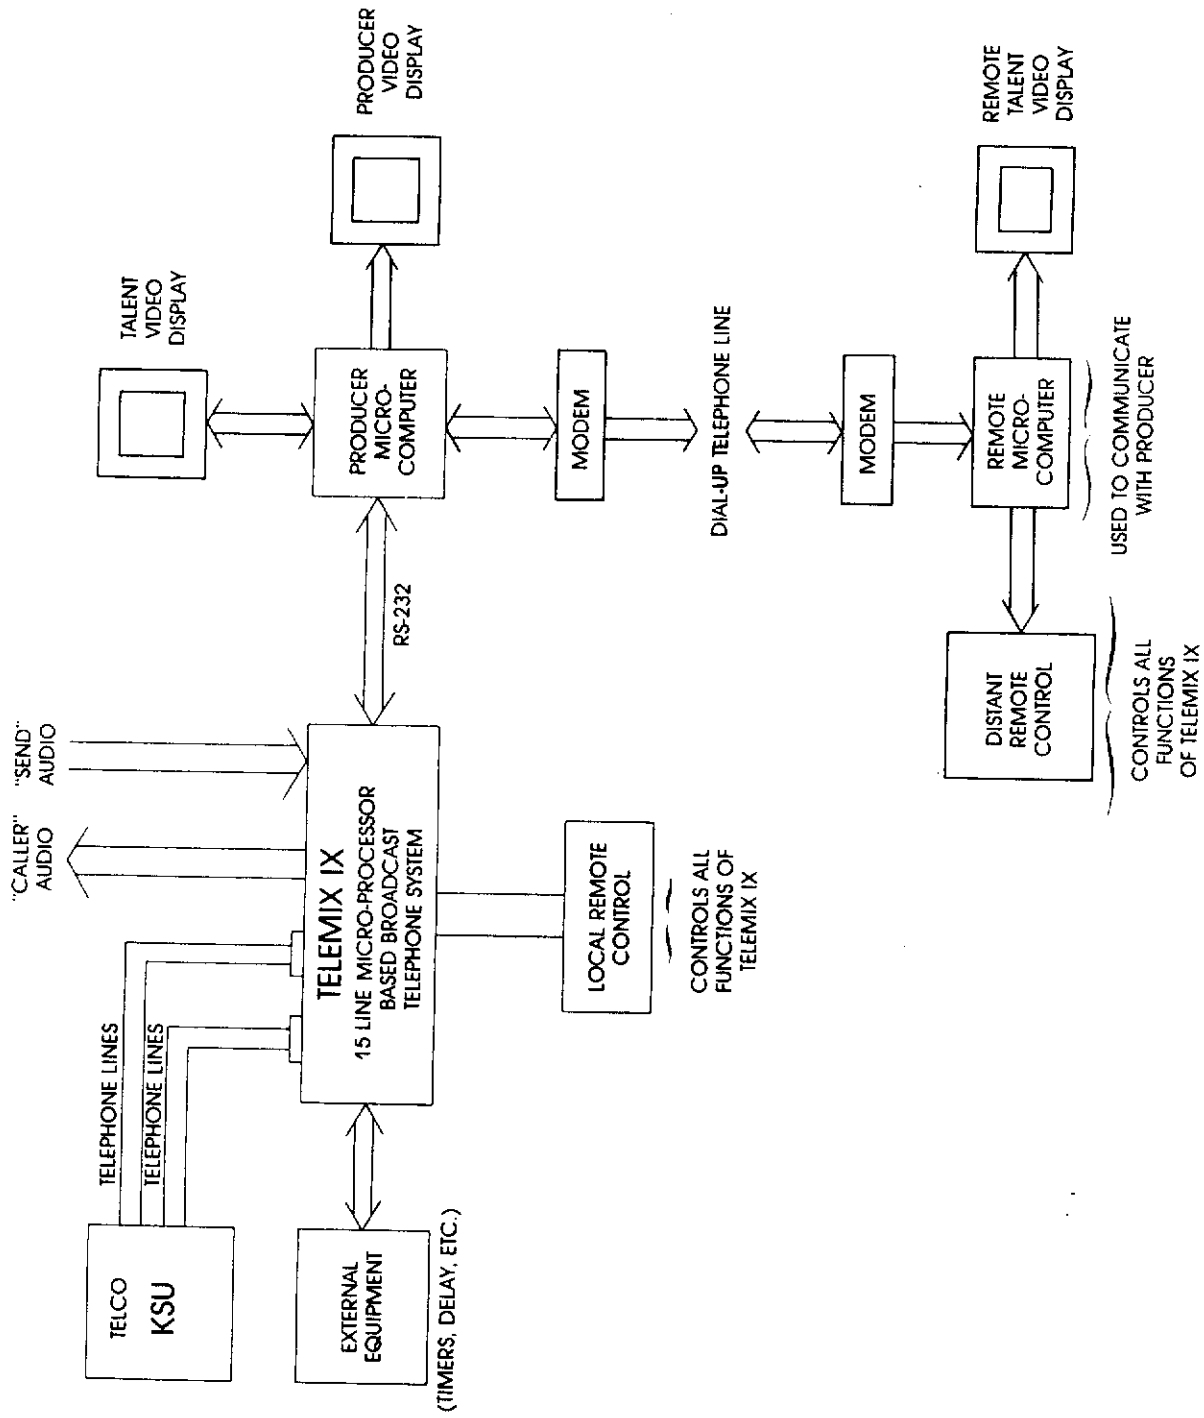 TELCO
KSU
TELEPHONE LINES
TELEPHONE LINES
"CALLER"
AUDIO
"SEND"
AUDIO
TALENT
VIDEO
DISPLAY
EXTERNAL
EQUIPMENT
(TIMERS, DELAY, ETC.)
TELEMIX IX
15 LINE MICRO-PROCESSOR
BASED BROADCAST
TELEPHONE SYSTEM
RS-232
PRODUCER
MICRO-
COMPUTER
PRODUCER
VIDEO
DISPLAY
LOCAL REMOTE
CONTROL
CONTROLS ALL
FUNCTIONS OF
TELEMIX IX
MODEM
DIAL-UP TELEPHONE LINE
MODEM
DISTANT
REMOTE
CONTROL
CONTROLS ALL
FUNCTIONS
OF TELEMIX IX
REMOTE
MICRO-
COMPUTER
USED TO COMMUNICATE
WITH PRODUCER
REMOTE
TALENT
VIDEO
DISPLAY